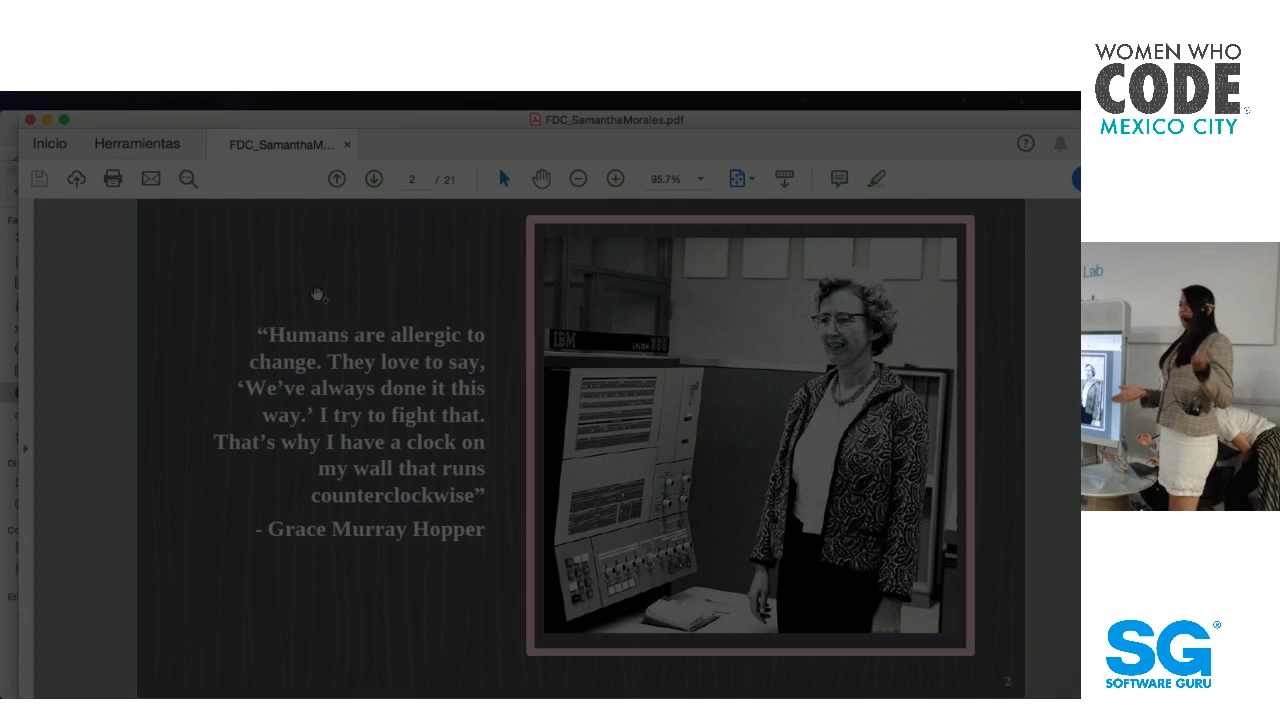 WOMEN WHO
CODE
MEXICO CITY
FDC_SamanthaMorales.pdf
Inicio
Herramientas
FDC_SamanthaM...
2 / 21
95.7%
“Humans are allergic to
change. They love to say,
‘We’ve always done it this
way.’ I try to fight that.
That’s why I have a clock on
my wall that runs
counterclockwise”
- Grace Murray Hopper
IBM
2
Lab
SG
SOFTWARE GURU